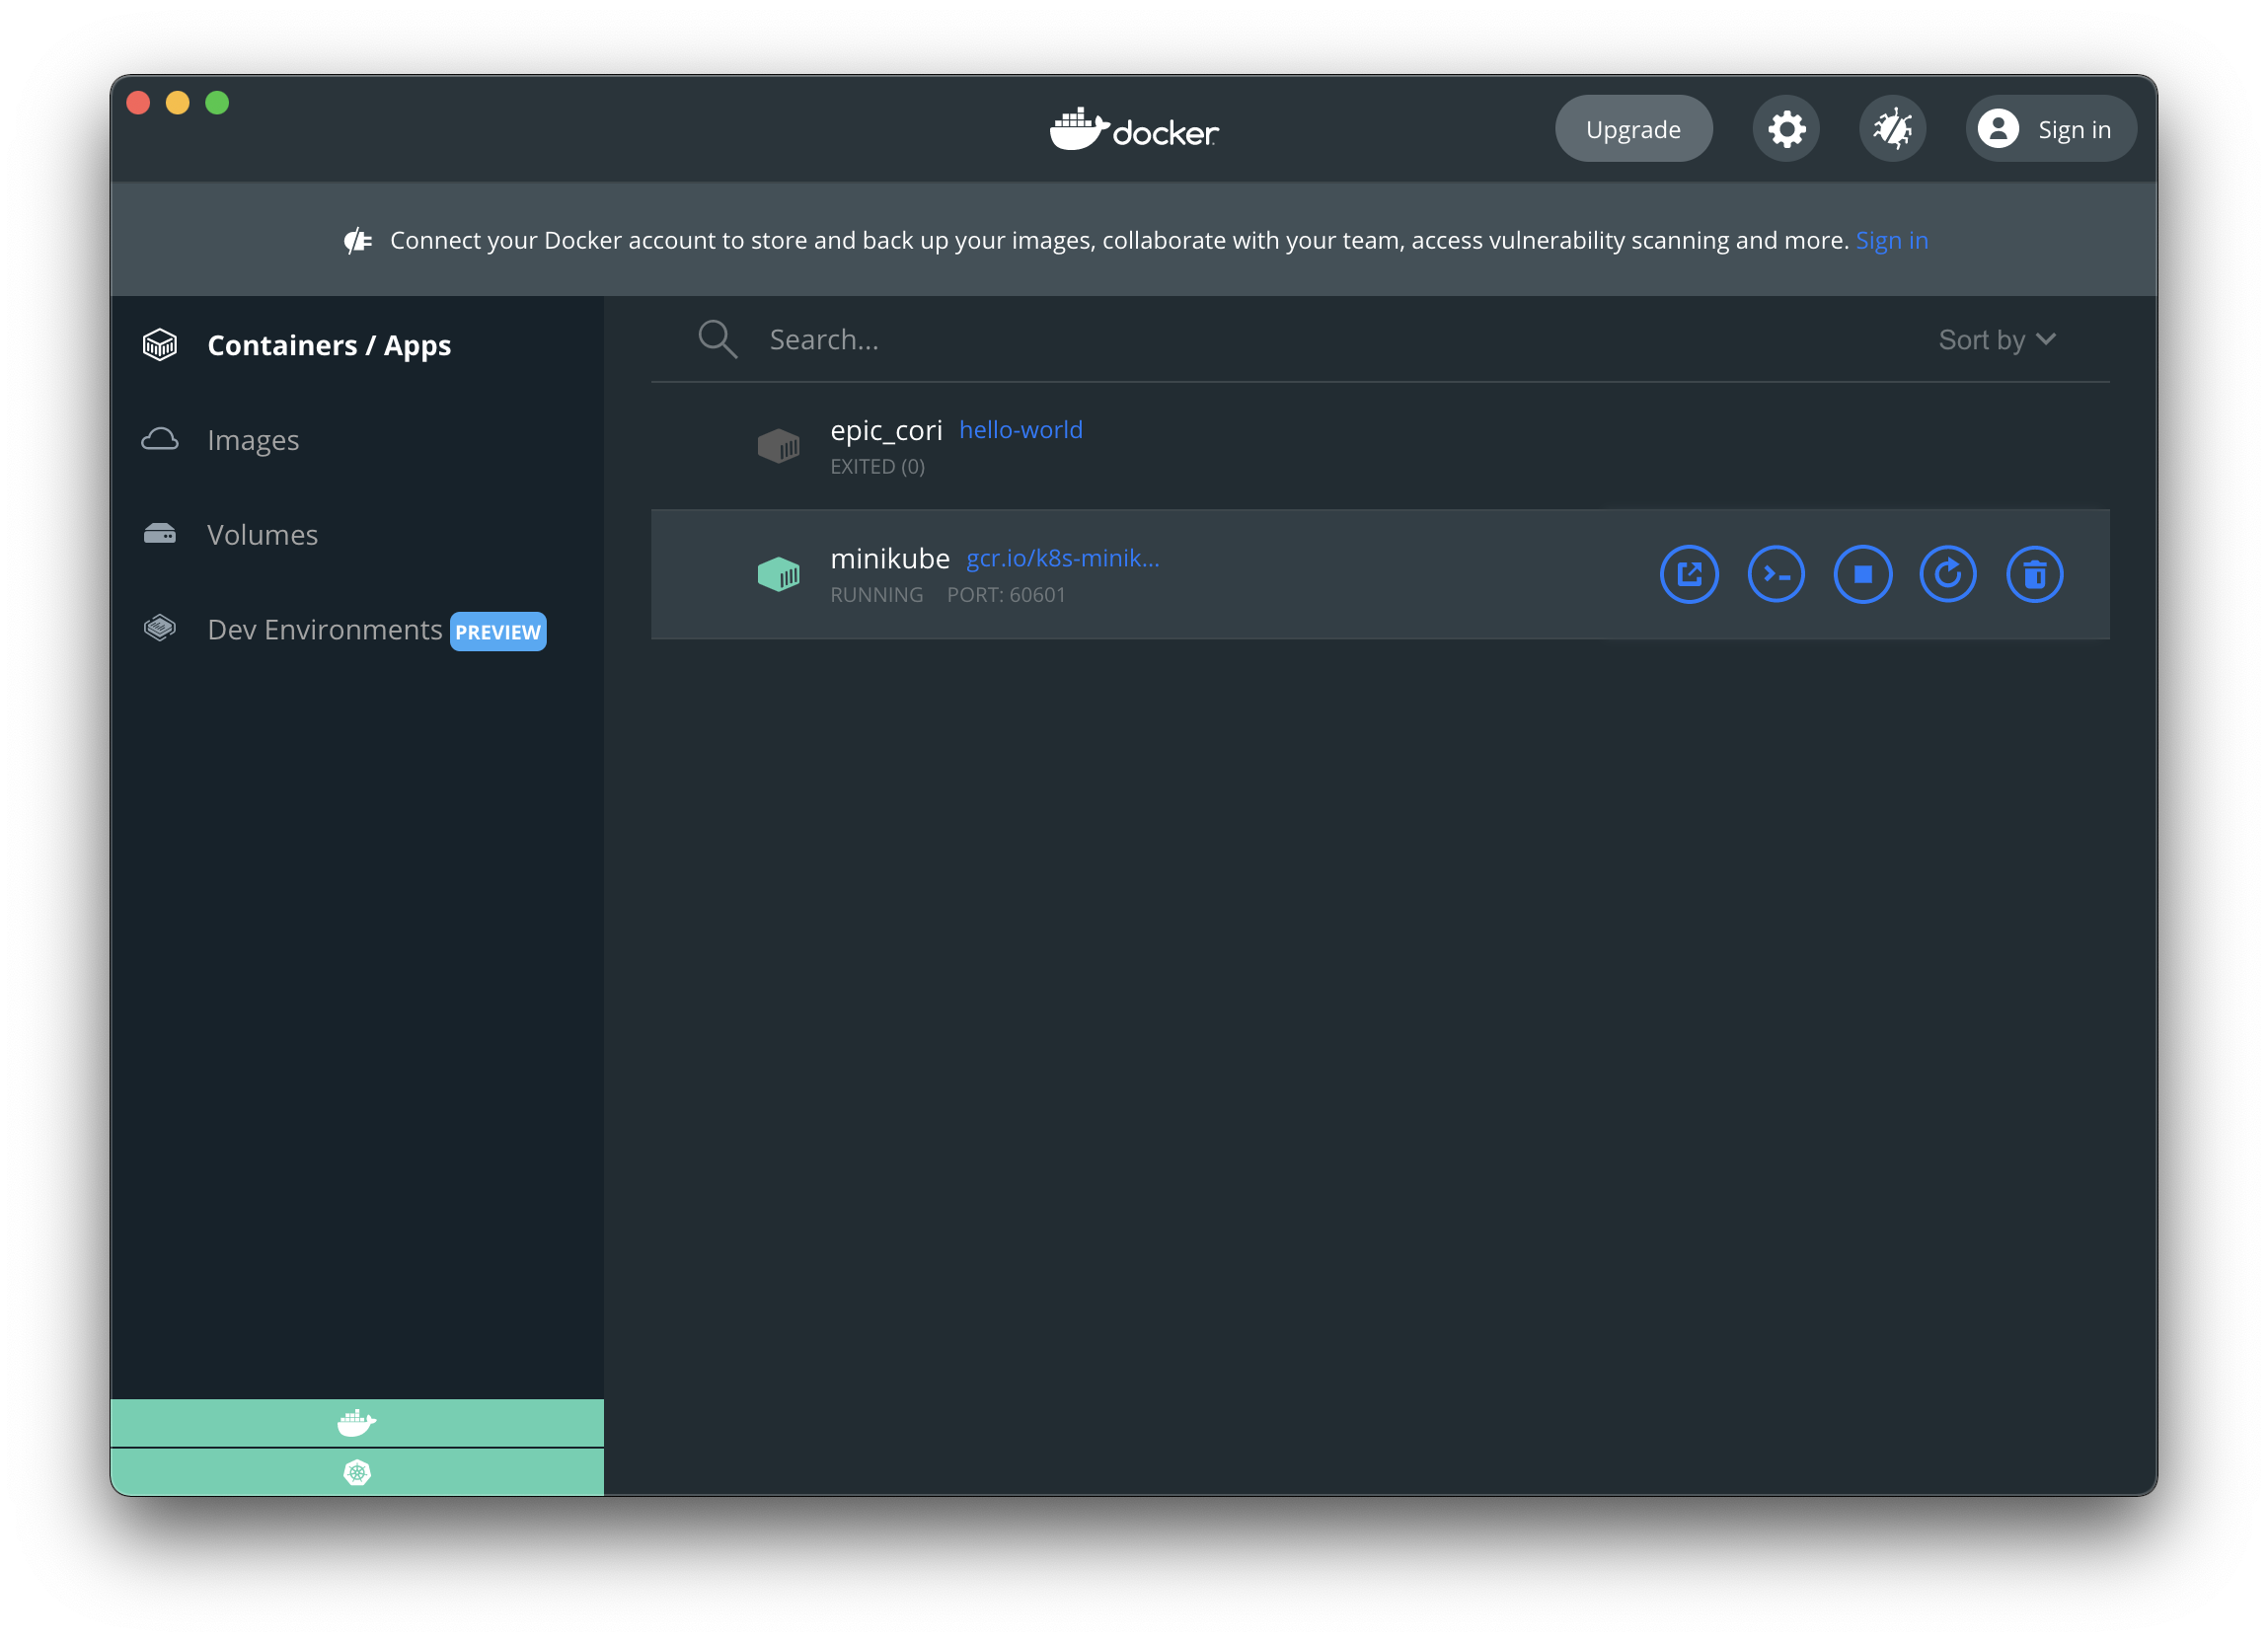 docker
Upgrade
Sign in
Connect your Docker account to store and back up your images, collaborate with your team, access vulnerability scanning and more. Sign in
Containers / Apps
Images
Volumes
Dev Environments PREVIEW
Search...
Sort by
epic_cori hello-world
EXITED (0)
minikube gcr.io/k8s-minik...
RUNNING PORT: 60601